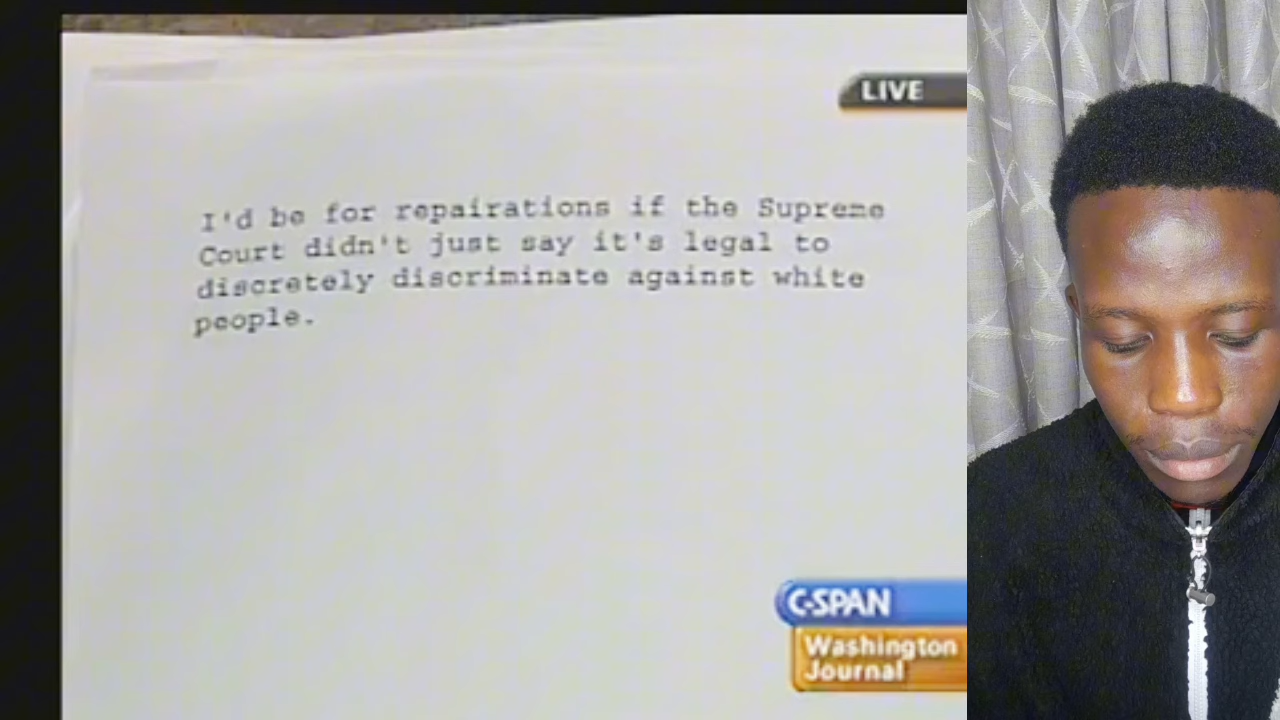 LIVE
I'd be for repairations if the Supreme
Court didn't just say it's legal to
discretely discriminate against white
people.
C-SPAN
Washington
Journal